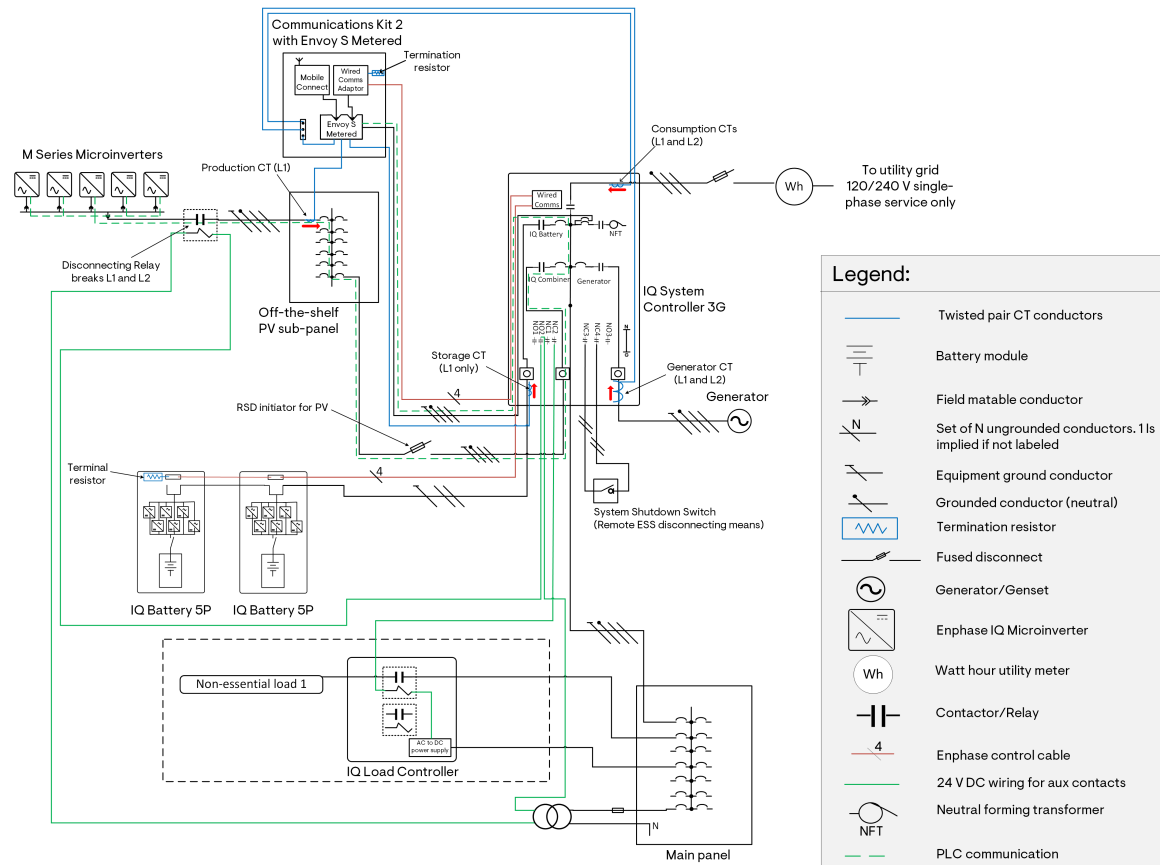 Communications Kit 2
with Envoy S Metered
Termination
resistor
Mobile
Connect
Wired
Comms
Adaptor
Envoy S
Metered
M Series Microinverters
Production CT (L1)
Consumption CTs
(L1 and L2)
Wh
To utility grid
120/240 V single-
phase service only
Wired
Comms
IQ Battery
NFT
IQ Combiner
Generator
Disconnecting Relay
breaks L1 and L2
Off-the-shelf
PV sub-panel
IQ System
Controller 3G
NO1
NO2
NC1
NC2
NC3
NC4
NO3
N
Storage CT
(L1 only)
Generator CT
(L1 and L2)
Generator
4
RSD initiator for PV
Terminal
resistor
4
System Shutdown Switch
(Remote ESS disconnecting means)
IQ Battery 5P
IQ Battery 5P
Non-essential load 1
AC to DC
power supply
IQ Load Controller
N
Main panel
Legend:
Twisted pair CT conductors
Battery module
Field matable conductor
N
Set of N ungrounded conductors. 1 Is
implied if not labeled
Equipment ground conductor
Grounded conductor (neutral)
Termination resistor
Fused disconnect
Generator/Genset
Enphase IQ Microinverter
Wh
Watt hour utility meter
Contactor/Relay
4
Enphase control cable
24 V DC wiring for aux contacts
Neutral forming transformer
NFT
PLC communication